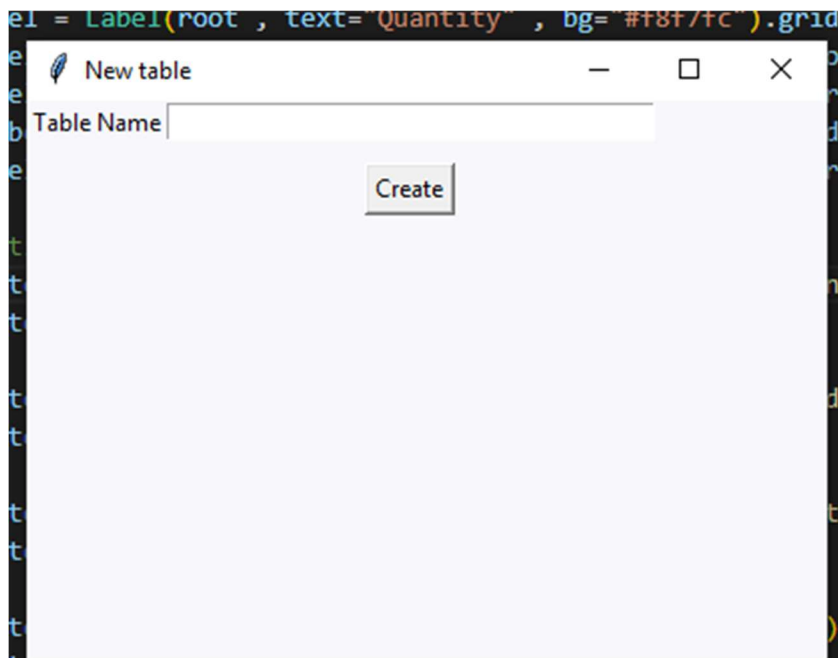 el = Label(root , text="Quantity" , bg="#f8f7fc").grid
New table
Table Name
Create